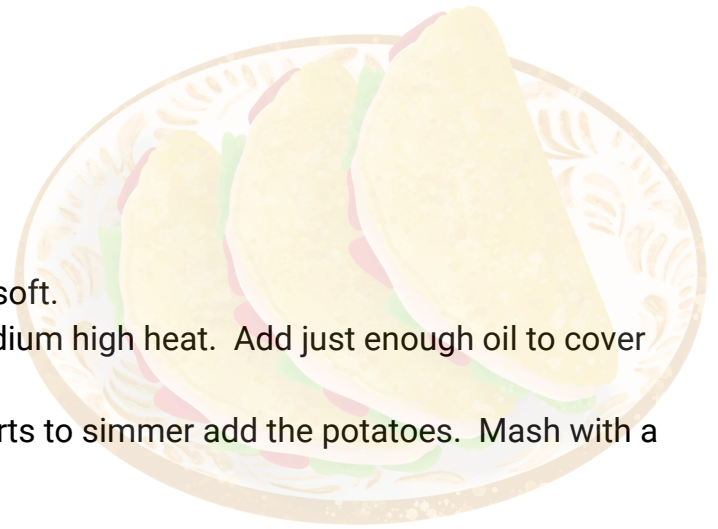 soft.
dium high heat.  Add just enough oil to cover
rts to simmer add the potatoes.  Mash with a